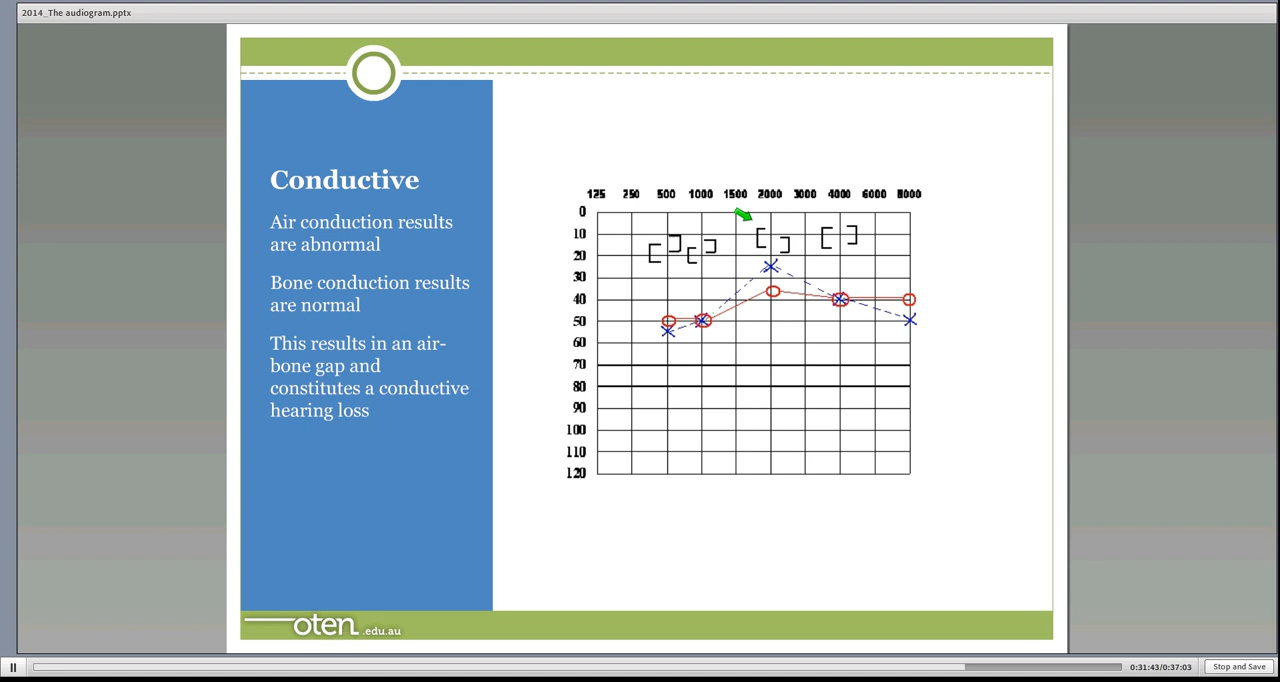 2014_The audiogram.pptx
Conductive
Air conduction results
are abnormal
Bone conduction results
are normal
This results in an air-
bone gap and
constitutes a conductive
hearing loss
125 250 500 1000 1500 2000 3000 4000 6000 8000
0
10
20
30
40
50
60
70
80
90
100
110
120
oten.edu.au
0:31:43/0:37:03
Stop and Save